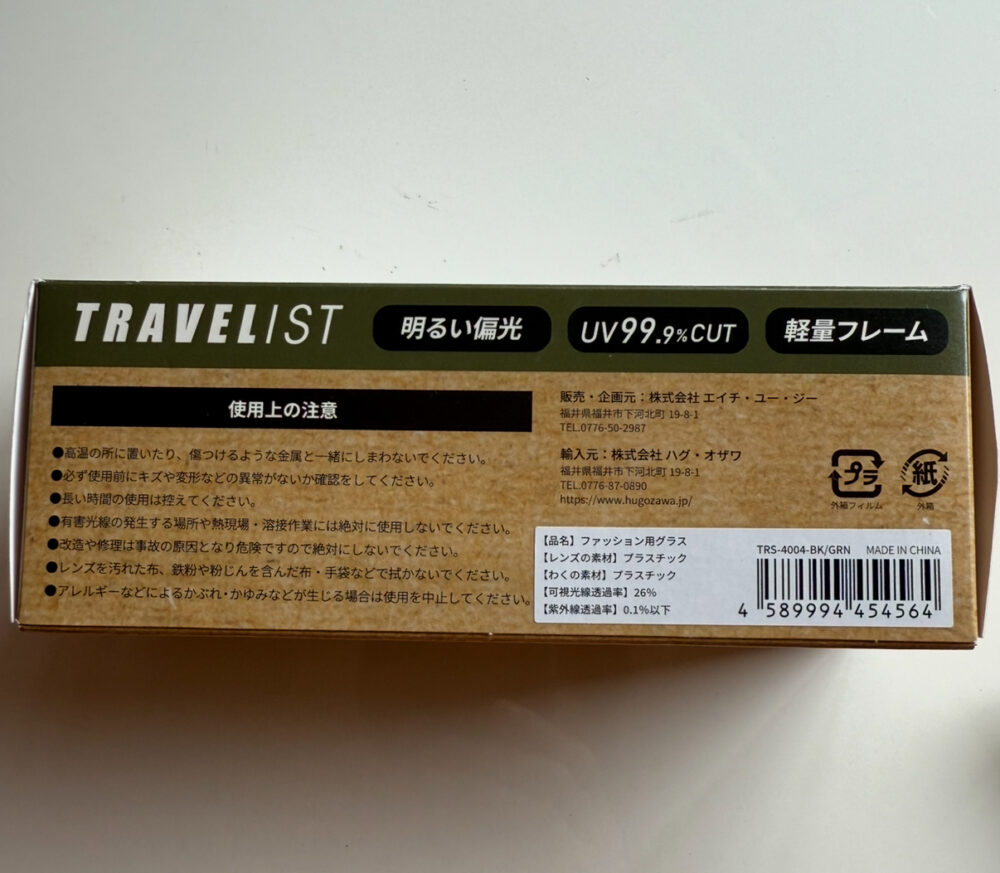 TRAVELIST 明るい偏光 UV99.9%CUT 軽量フレーム
使用上の注意
●高温の所に置いたり、傷つけるような金属と一緒にしまわないでください。
●必ず使用前にキズや変形などの異常がないか確認をしてください。
●長い時間の使用は控えてください。
●有害光線の発生する場所や熱現場・溶接作業には絶対に使用しないでください。
●改造や修理は事故の原因となり危険ですので絶対にしないでください。
●レンズを汚れた布、鉄粉や粉じんを含んだ布・手袋などで拭かないでください。
●アレルギーなどによるかぶれ・かゆみなどが生じる場合は使用を中止してください。
販売・企画元：株式会社 エイチ・ユー・ジー
福井県福井市下河北町 19-8-1
TEL.0776-50-2987
輸入元：株式会社 ハグ・オザワ
福井県福井市下河北町 19-8-1
TEL.0776-87-0890
https://www.hugozawa.jp/
プラ
外箱フィルム
紙
外箱
【品名】ファッション用グラス
【レンズの素材】プラスチック
【わくの素材】プラスチック
【可視光線透過率】26%
【紫外線透過率】0.1%以下
TRS-4004-BK/GRN MADE IN CHINA
4 589994 454564